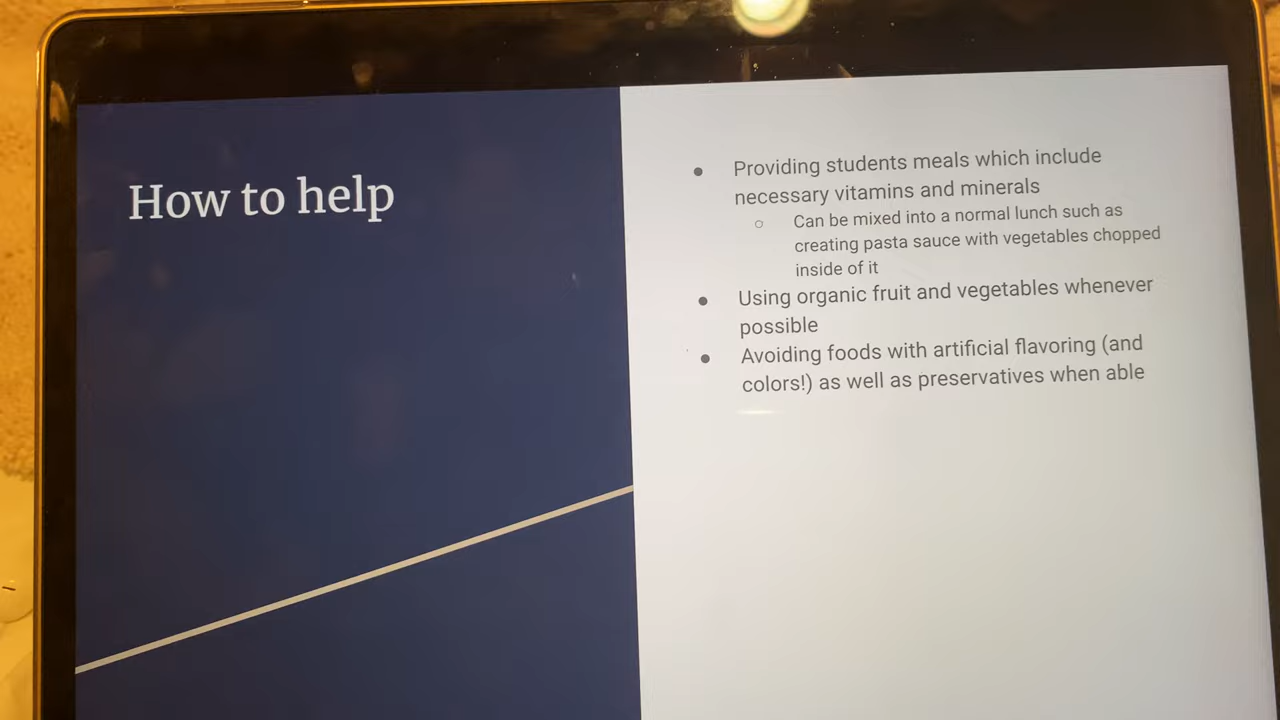 How to help
● Providing students meals which include
necessary vitamins and minerals
○ Can be mixed into a normal lunch such as
creating pasta sauce with vegetables chopped
inside of it
● Using organic fruit and vegetables whenever
possible
● Avoiding foods with artificial flavoring (and
colors!) as well as preservatives when able